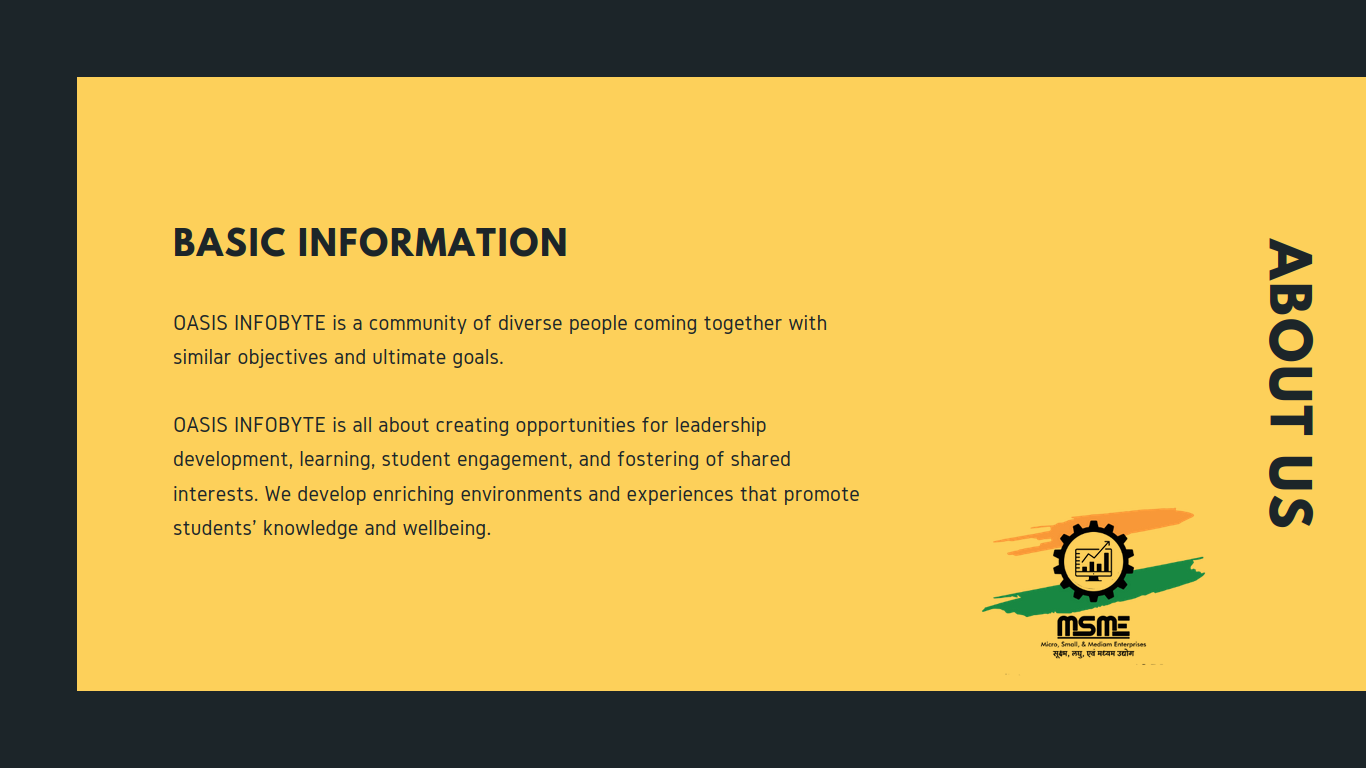 BASIC INFORMATION
OASIS INFOBYTE is a community of diverse people coming together with
similar objectives and ultimate goals.
OASIS INFOBYTE is all about creating opportunities for leadership
development, learning, student engagement, and fostering of shared
interests. We develop enriching environments and experiences that promote
students’ knowledge and wellbeing.
ABOUT US
MSME
Micro, Small, & Mediam Enterprises
सूक्ष्म, लघु, एवं मध्यम उद्योग